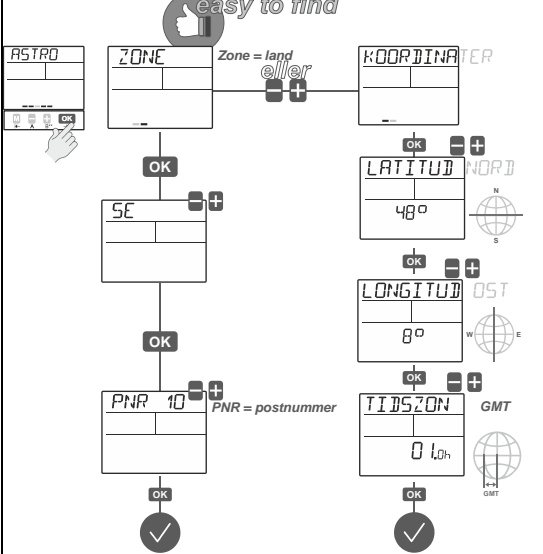 easy to find
ASTRO
OK
ZONE
Zone = land
eller
- +
KOORDINATER
OK
OK
- +
LATITUD NORD
48°
N
S
SE
- +
OK
- +
LONGITUD OST
8°
W
E
OK
PNR 10
- +
PNR = postnummer
OK
- +
TIDSZON
GMT
01.0h
GMT
OK
OK